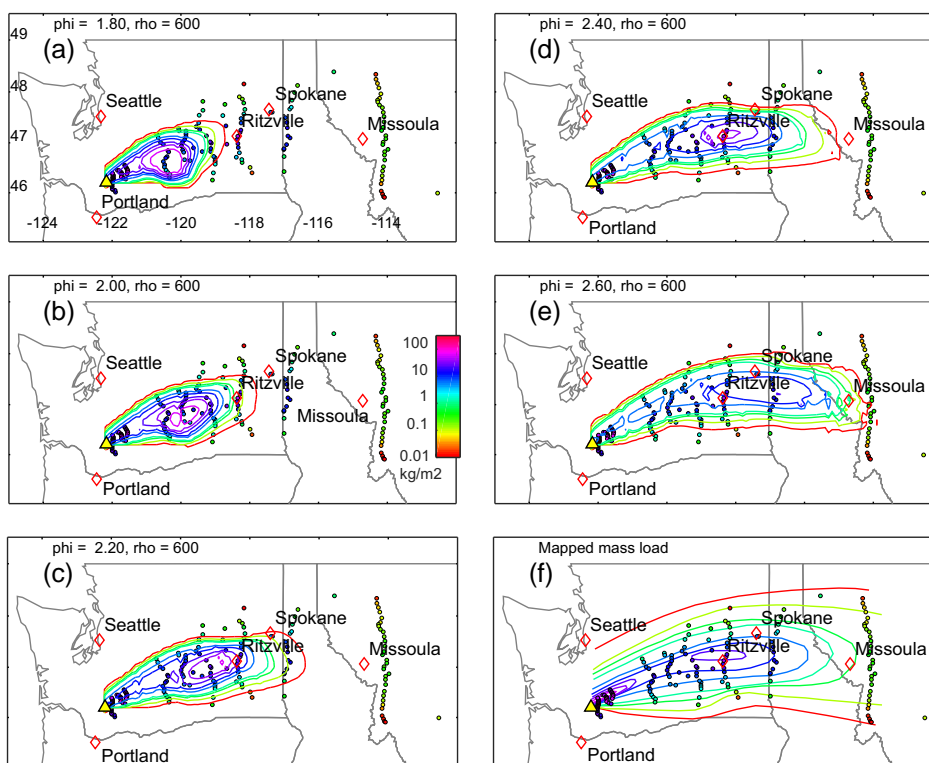 phi = 1.80, rho = 600
(a)
49
48
47
46
Seattle
Spokane
Ritzville
Missoula
Portland
-124
-122
-120
-118
-116
-114
phi = 2.40, rho = 600
(d)
Seattle
Spokane
Ritzville
Missoula
Portland
phi = 2.00, rho = 600
(b)
Seattle
Spokane
Ritzville
Missoula
Portland
100
10
1
0.1
0.01
kg/m2
phi = 2.60, rho = 600
(e)
Seattle
Spokane
Ritzville
Missoula
Portland
phi = 2.20, rho = 600
(c)
Seattle
Spokane
Ritzville
Missoula
Portland
Mapped mass load
(f)
Seattle
Spokane
Ritzville
Missoula
Portland